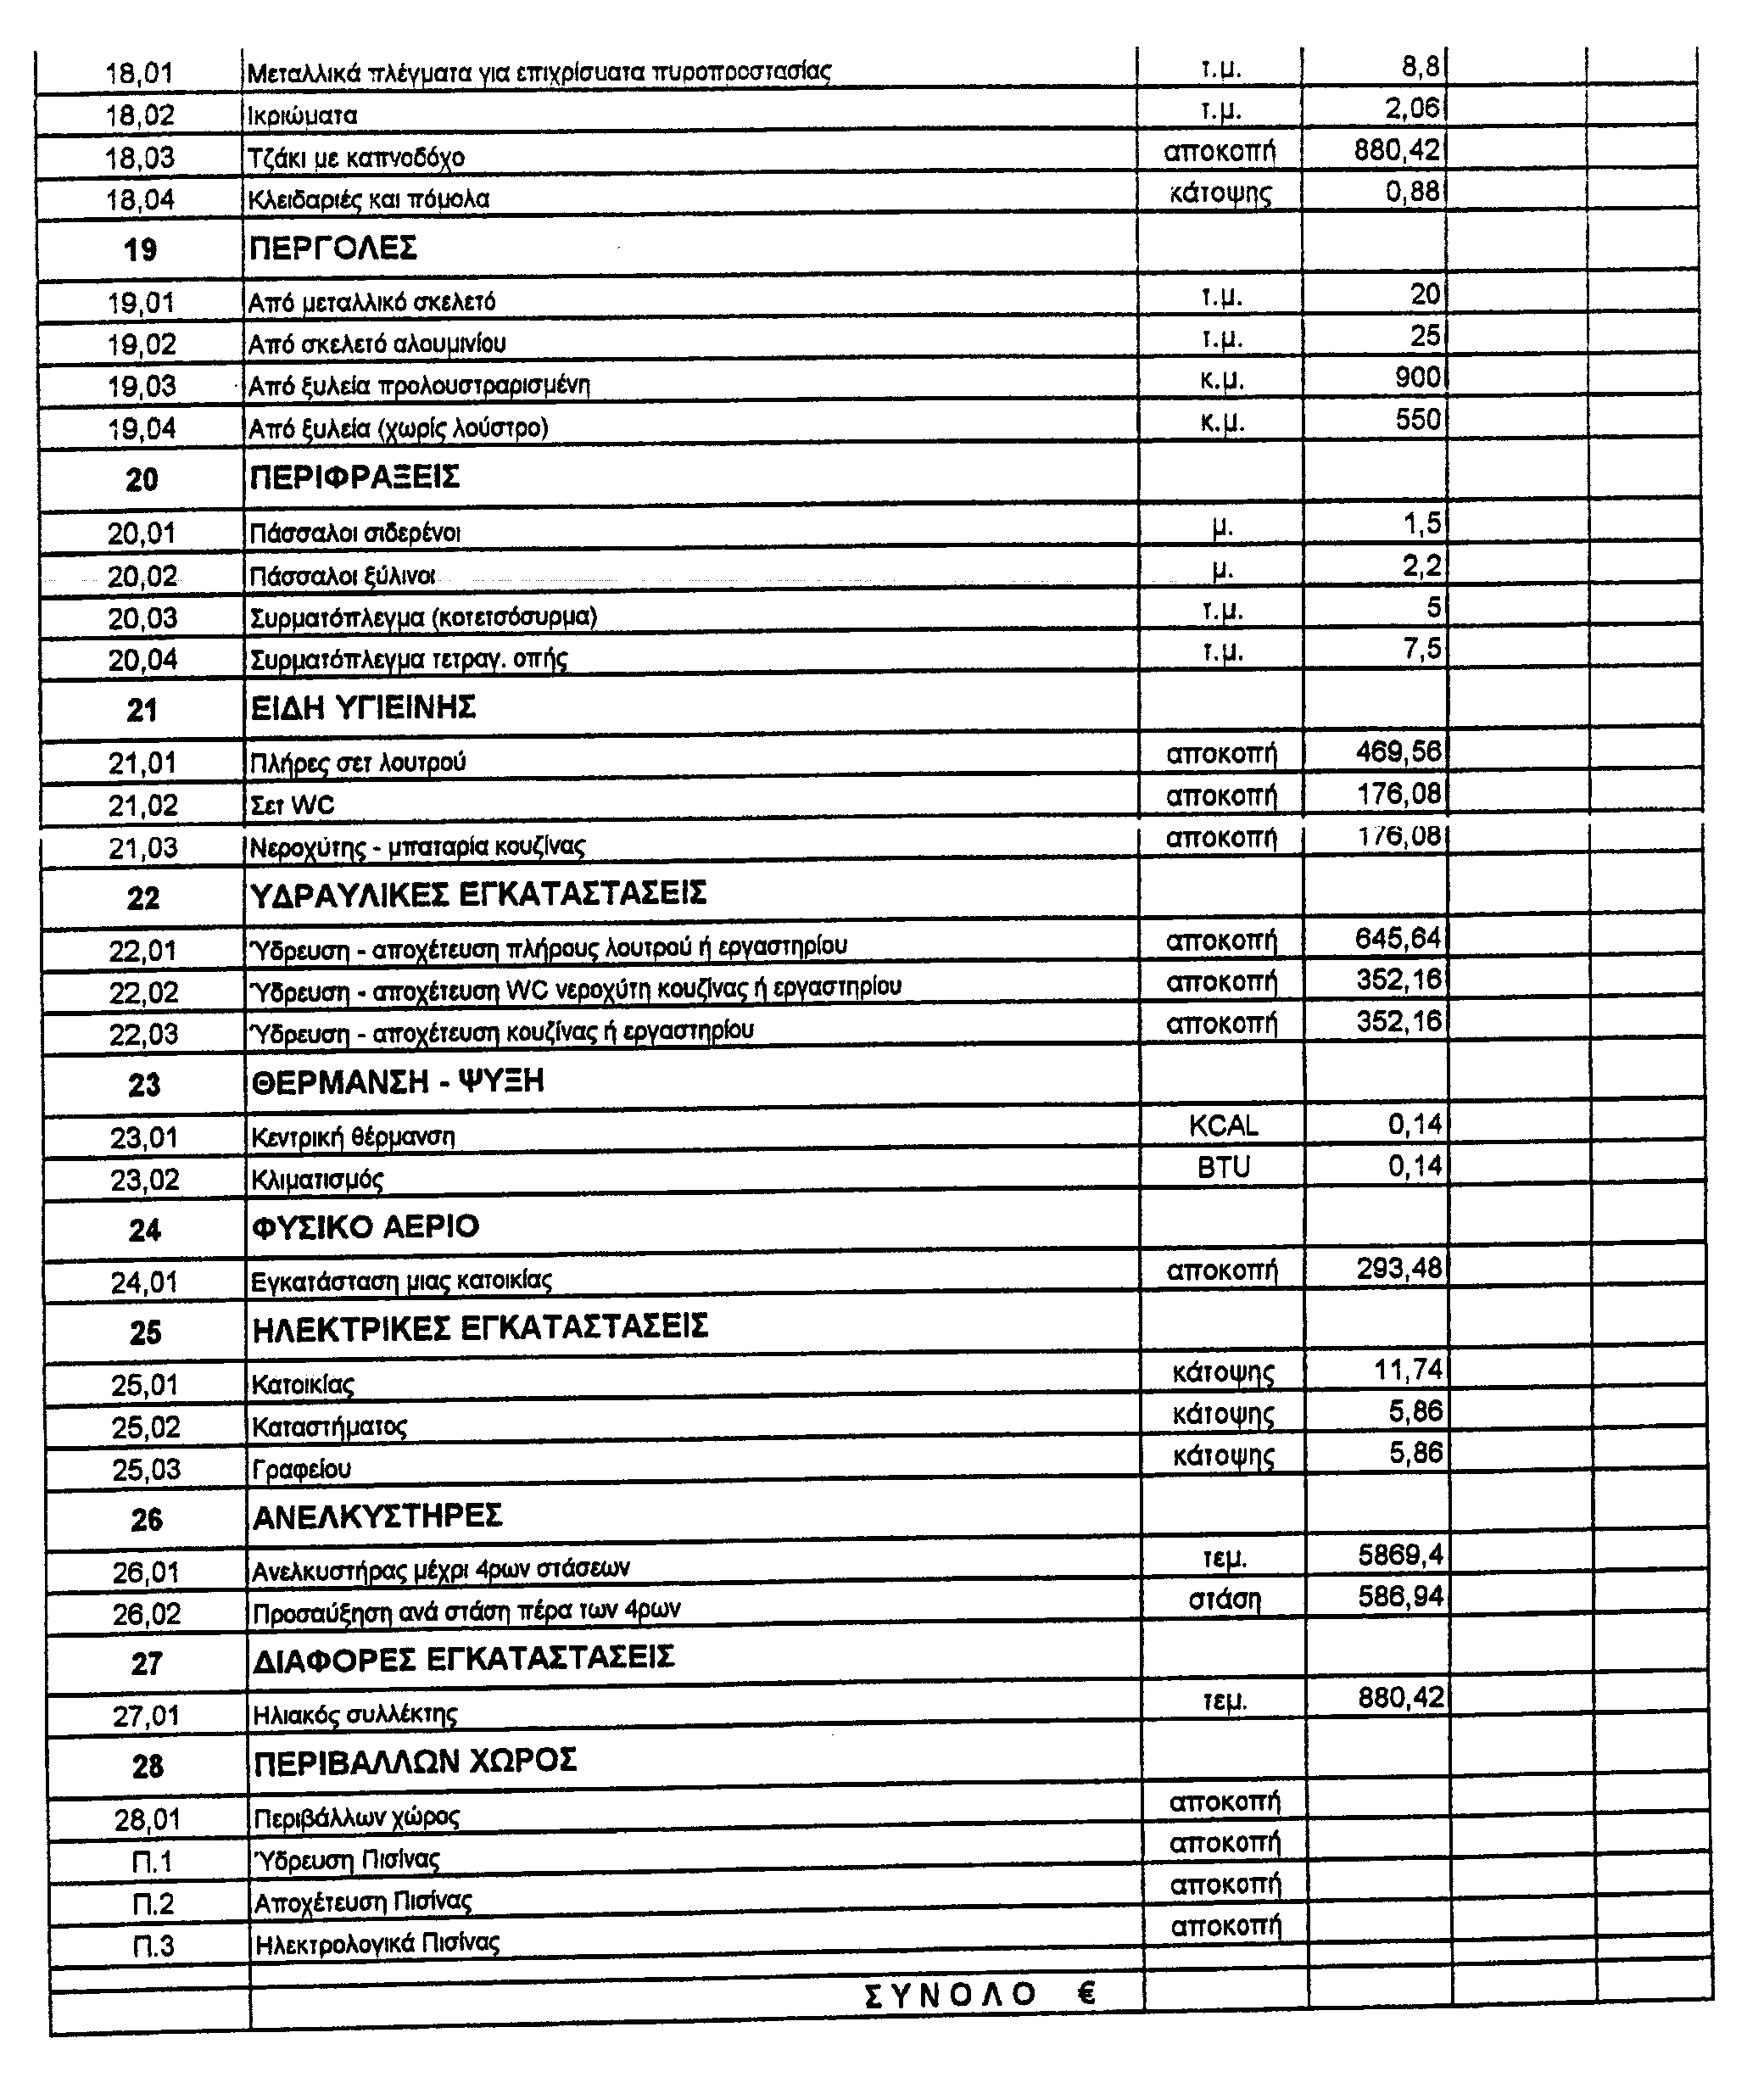 18,01 Μεταλλικά πλέγματα για επιχρίσματα πυροπροστασίας τ.μ. 8,8
18,02 Ικριώματα τ.μ. 2,06
18,03 Τζάκι με καπνοδόχο αποκοπή 880,42
18,04 Κλειδαριές και πόμολα κάτοψης 0,88
19 ΠΕΡΓΟΛΕΣ
19,01 Από μεταλλικό σκελετό τ.μ. 20
19,02 Από σκελετό αλουμινίου τ.μ. 25
19,03 Από ξυλεία προλουστραρισμένη κ.μ. 900
19,04 Από ξυλεία (χωρίς λούστρο) κ.μ. 550
20 ΠΕΡΙΦΡΑΞΕΙΣ
20,01 Πάσσαλοι σιδερένοι μ. 1,5
20,02 Πάσσαλοι ξύλινοι μ. 2,2
20,03 Συρματόπλεγμα (κοτετσόσυρμα) τ.μ. 5
20,04 Συρματόπλεγμα τετραγ. οπής τ.μ. 7,5
21 ΕΙΔΗ ΥΓΙΕΙΝΗΣ
21,01 Πλήρες σετ λουτρού αποκοπή 469,56
21,02 Σετ WC αποκοπή 176,08
21,03 Νεροχύτης - μπαταρία κουζίνας αποκοπή 176,08
22 ΥΔΡΑΥΛΙΚΕΣ ΕΓΚΑΤΑΣΤΑΣΕΙΣ
22,01 Ύδρευση - αποχέτευση πλήρους λουτρού ή εργαστηρίου αποκοπή 645,64
22,02 Ύδρευση - αποχέτευση WC νεροχύτη κουζίνας ή εργαστηρίου αποκοπή 352,16
22,03 Ύδρευση - αποχέτευση κουζίνας ή εργαστηρίου αποκοπή 352,16
23 ΘΕΡΜΑΝΣΗ - ΨΥΞΗ
23,01 Κεντρική θέρμανση KCAL 0,14
23,02 Κλιματισμός BTU 0,14
24 ΦΥΣΙΚΟ ΑΕΡΙΟ
24,01 Εγκατάσταση μιας κατοικίας αποκοπή 293,48
25 ΗΛΕΚΤΡΙΚΕΣ ΕΓΚΑΤΑΣΤΑΣΕΙΣ
25,01 Κατοικίας κάτοψης 11,74
25,02 Καταστήματος κάτοψης 5,86
25,03 Γραφείου κάτοψης 5,86
26 ΑΝΕΛΚΥΣΤΗΡΕΣ
26,01 Ανελκυστήρας μέχρι 4ρων στάσεων τεμ. 5869,4
26,02 Προσαύξηση ανά στάση πέρα των 4ρων στάση 586,94
27 ΔΙΑΦΟΡΕΣ ΕΓΚΑΤΑΣΤΑΣΕΙΣ
27,01 Ηλιακός συλλέκτης τεμ. 880,42
28 ΠΕΡΙΒΑΛΛΩΝ ΧΩΡΟΣ
28,01 Περιβάλλων χώρος αποκοπή
Π.1 Ύδρευση Πισίνας αποκοπή
Π.2 Αποχέτευση Πισίνας αποκοπή
Π.3 Ηλεκτρολογικά Πισίνας αποκοπή
ΣΥΝΟΛΟ €